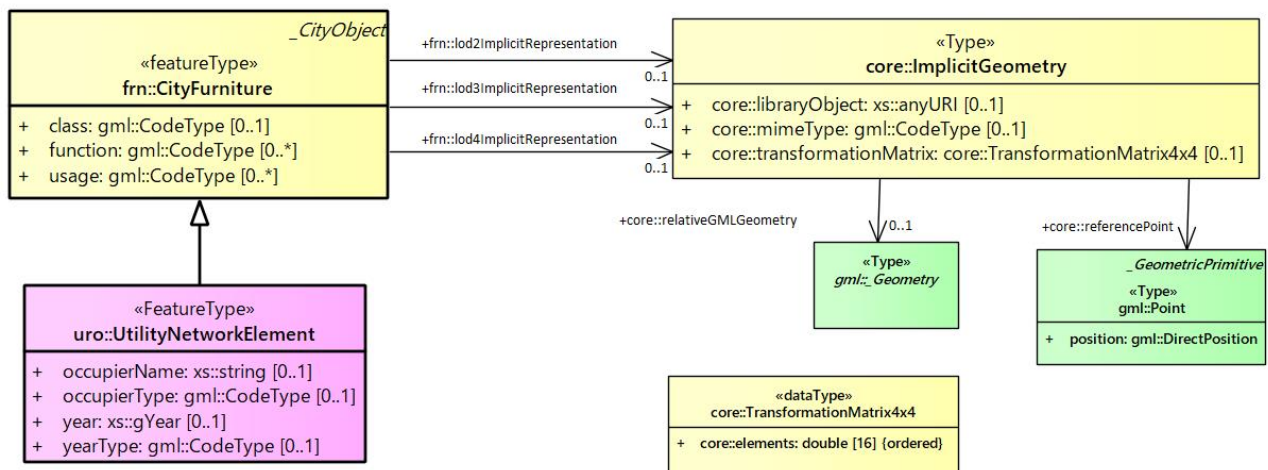 _CityObject
«featureType»
frn::CityFurniture
+ class: gml::CodeType [0..1]
+ function: gml::CodeType [0..*]
+ usage: gml::CodeType [0..*]
+frn::lod2ImplicitRepresentation
0..1
+frn::lod3ImplicitRepresentation
0..1
+frn::lod4ImplicitRepresentation
0..1
«Type»
core::ImplicitGeometry
+ core::libraryObject: xs::anyURI [0..1]
+ core::mimeType: gml::CodeType [0..1]
+ core::transformationMatrix: core::TransformationMatrix4x4 [0..1]
+core::relativeGMLGeometry
0..1
+core::referencePoint
«Type»
gml::_Geometry
_GeometricPrimitive
«Type»
gml::Point
+ position: gml::DirectPosition
«FeatureType»
uro::UtilityNetworkElement
+ occupierName: xs::string [0..1]
+ occupierType: gml::CodeType [0..1]
+ year: xs::gYear [0..1]
+ yearType: gml::CodeType [0..1]
«dataType»
core::TransformationMatrix4x4
+ core::elements: double [16] {ordered}